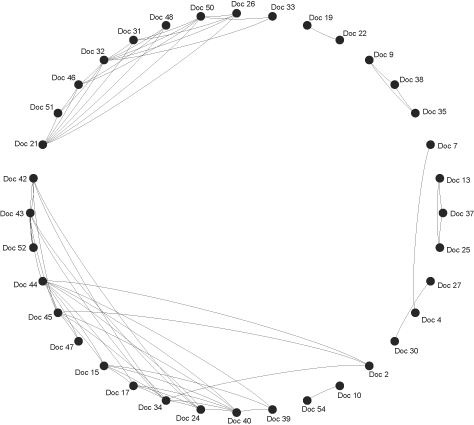 Doc 26
Doc 50
Doc 33
Doc 48
Doc 19
Doc 31
Doc 22
Doc 32
Doc 9
Doc 46
Doc 38
Doc 51
Doc 35
Doc 21
Doc 7
Doc 42
Doc 13
Doc 43
Doc 37
Doc 52
Doc 25
Doc 44
Doc 27
Doc 45
Doc 4
Doc 47
Doc 30
Doc 15
Doc 2
Doc 17
Doc 10
Doc 34
Doc 54
Doc 24
Doc 40
Doc 39